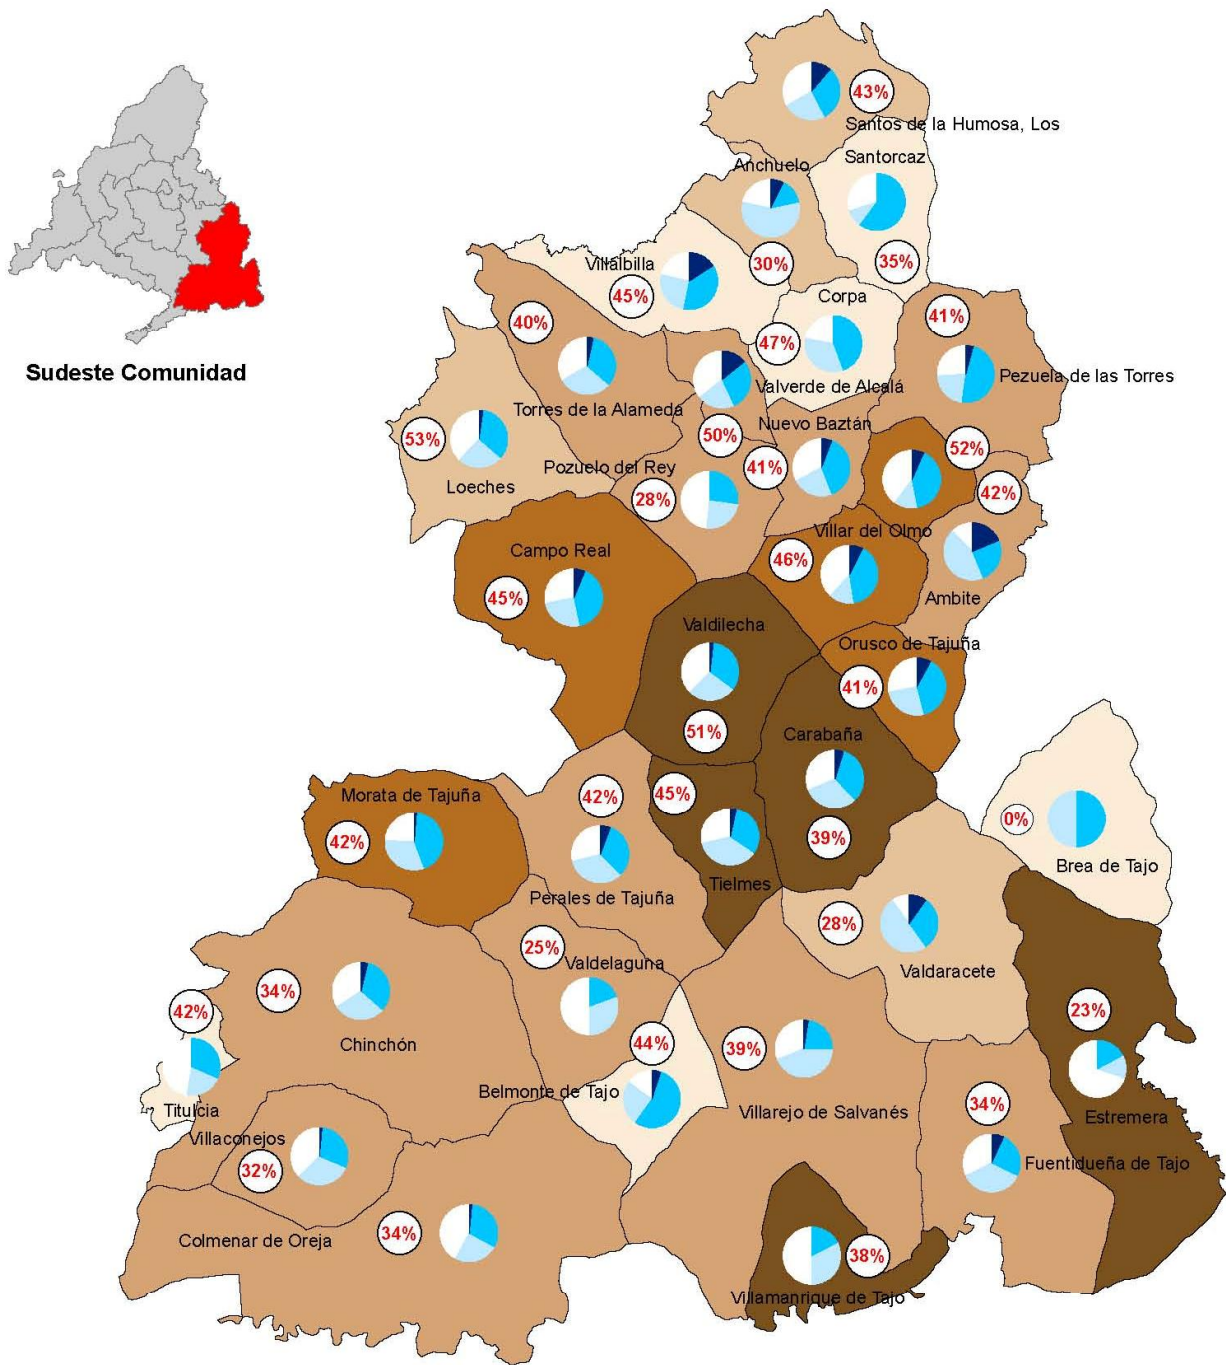 43%
Santos de la Humosa, Los
Anchuelo
Santorcaz
30%
35%
Villalbilla
45%
Corpa
40%
47%
41%
Sudeste Comunidad
Valverde de Alcalá
Pezuela de las Torres
Torres de la Alameda
53%
50%
Nuevo Baztán
52%
Pozuelo del Rey
41%
Loeches
28%
42%
Villar del Olmo
Campo Real
46%
45%
Ambite
Valdilecha
Orusco de Tajuña
41%
51%
Carabaña
Morata de Tajuña
42%
45%
42%
39%
0%
Brea de Tajo
Perales de Tajuña
Tielmes
25%
28%
Valdelaguna
Valdaracete
34%
42%
23%
Chinchón
44%
39%
Belmonte de Tajo
Villarejo de Salvanés
34%
Titulcia
Estremera
Villaconejos
32%
Fuentidueña de Tajo
Colmenar de Oreja
34%
38%
Villamanrique de Tajo